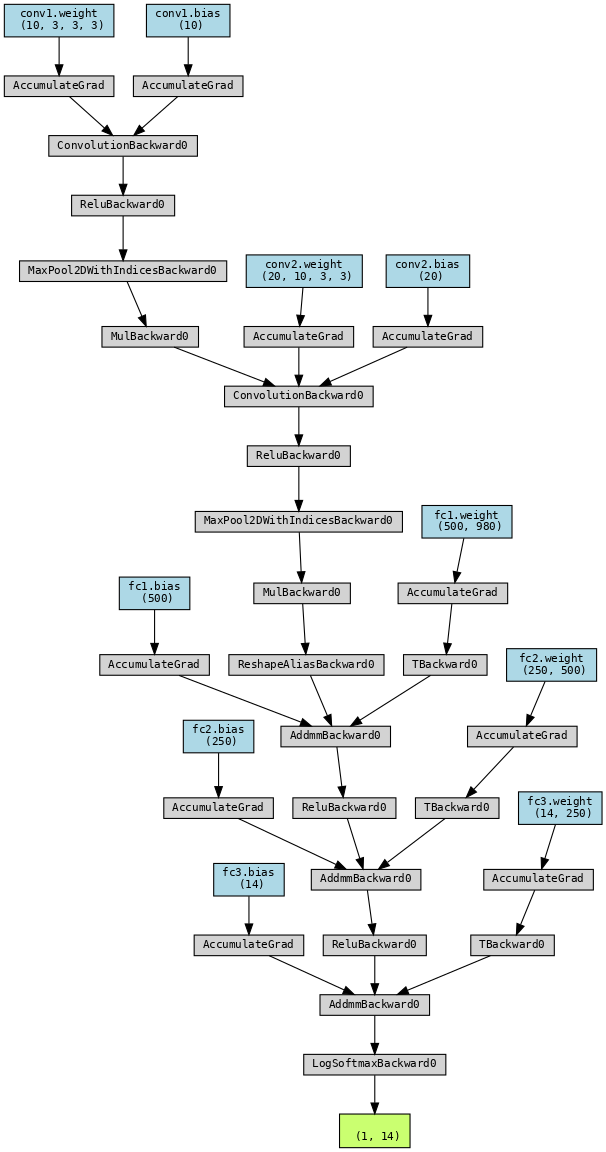 conv1.weight
(10, 3, 3, 3)
conv1.bias
(10)
AccumulateGrad
AccumulateGrad
ConvolutionBackward0
ReluBackward0
MaxPool2DWithIndicesBackward0
conv2.weight
(20, 10, 3, 3)
conv2.bias
(20)
MulBackward0
AccumulateGrad
AccumulateGrad
ConvolutionBackward0
ReluBackward0
MaxPool2DWithIndicesBackward0
fc1.weight
(500, 980)
fc1.bias
(500)
MulBackward0
AccumulateGrad
AccumulateGrad
ReshapeAliasBackward0
TBackward0
fc2.weight
(250, 500)
fc2.bias
(250)
AddmmBackward0
AccumulateGrad
AccumulateGrad
ReluBackward0
TBackward0
fc3.weight
(14, 250)
fc3.bias
(14)
AddmmBackward0
AccumulateGrad
AccumulateGrad
ReluBackward0
TBackward0
AddmmBackward0
LogSoftmaxBackward0
(1, 14)